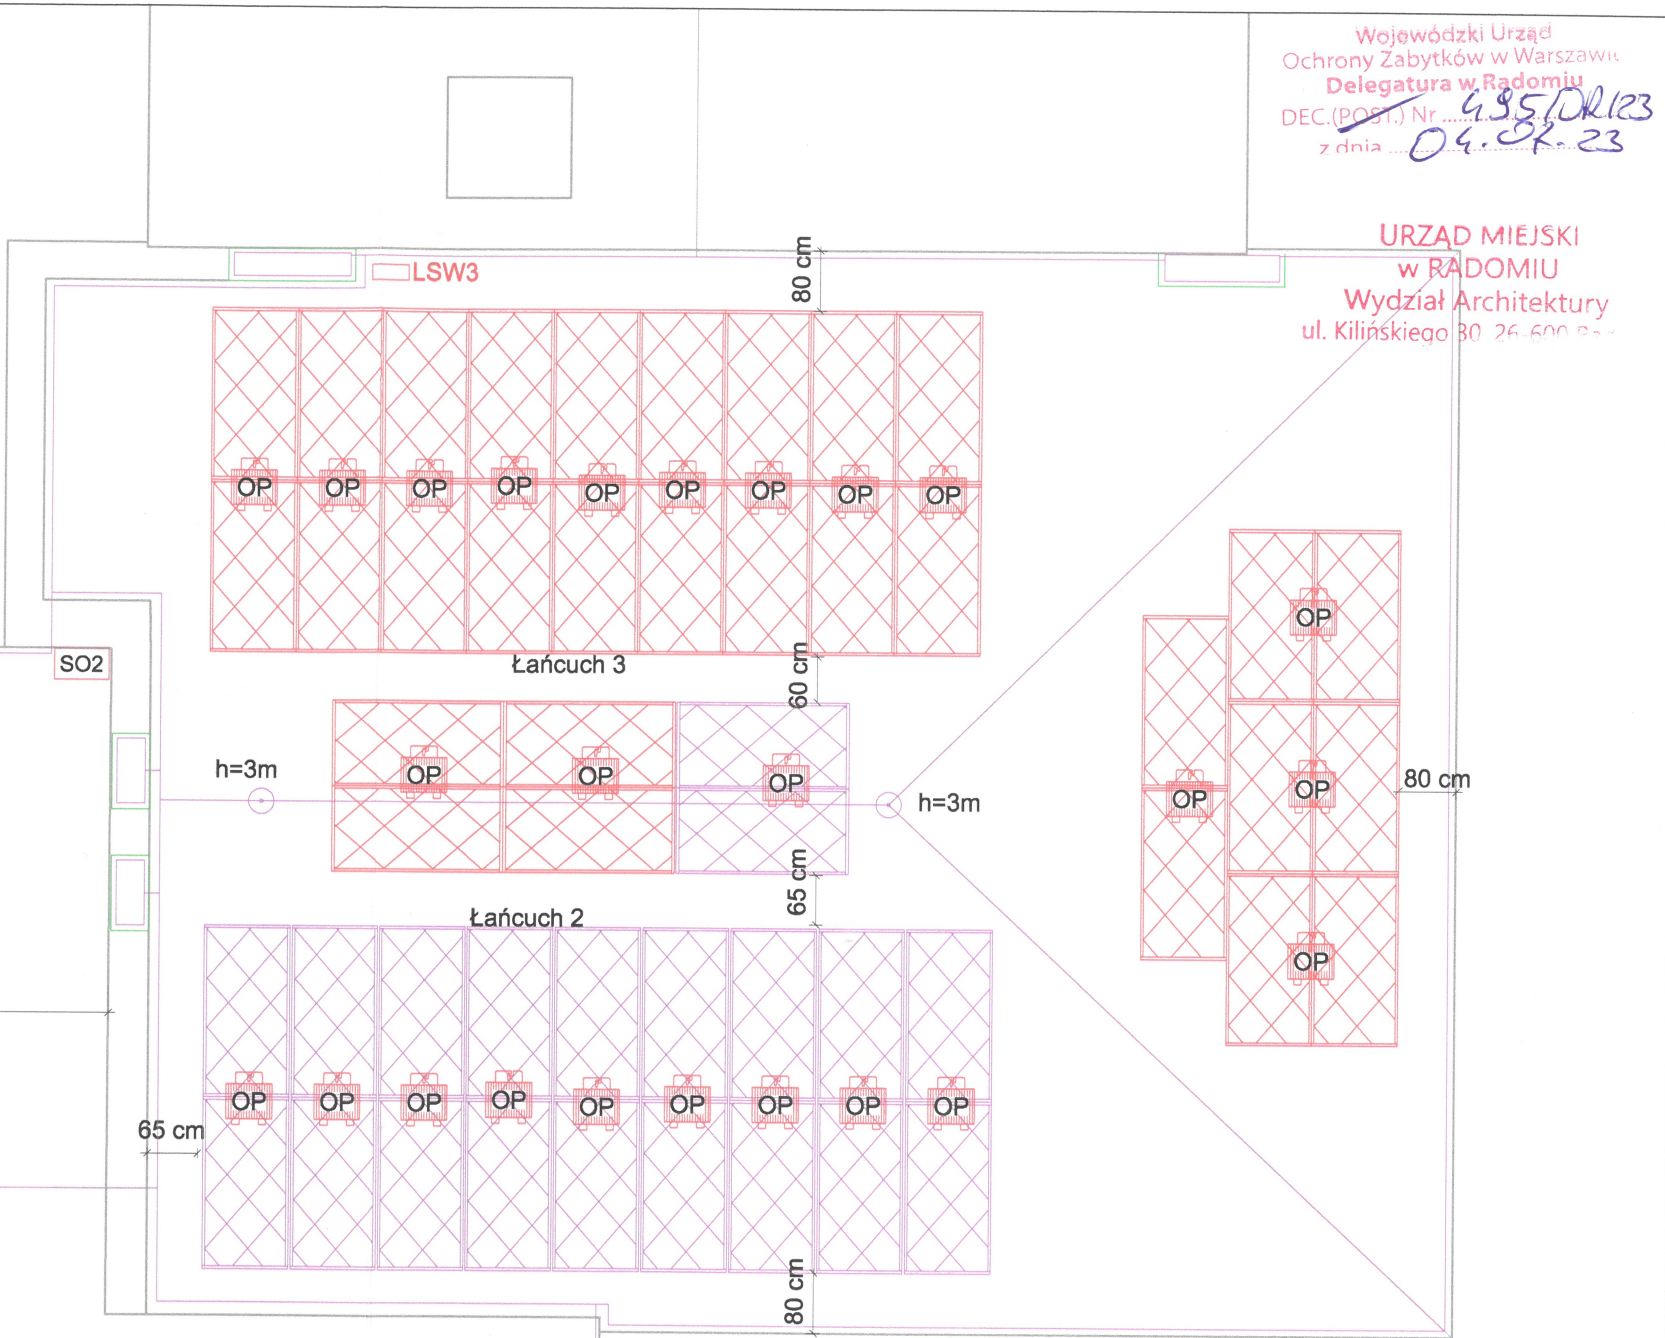 Wojewódzki Urząd
Ochrony Zabytków w Warszawie
Delegatura w Radomiu
DEC.(POST.) Nr 495/DR/23
z dnia 04.07.23
URZĄD MIEJSKI
w RADOMIU
Wydział Architektury
ul. Kilińskiego 30 26-600
LSW3
80 cm
OP OP OP OP OP OP OP OP OP
OP
SO2
Łańcuch 3
60 cm
h=3m
OP OP OP
h=3m
OP OP
80 cm
65 cm
Łańcuch 2
OP
OP OP OP OP OP OP OP OP OP
65 cm
80 cm